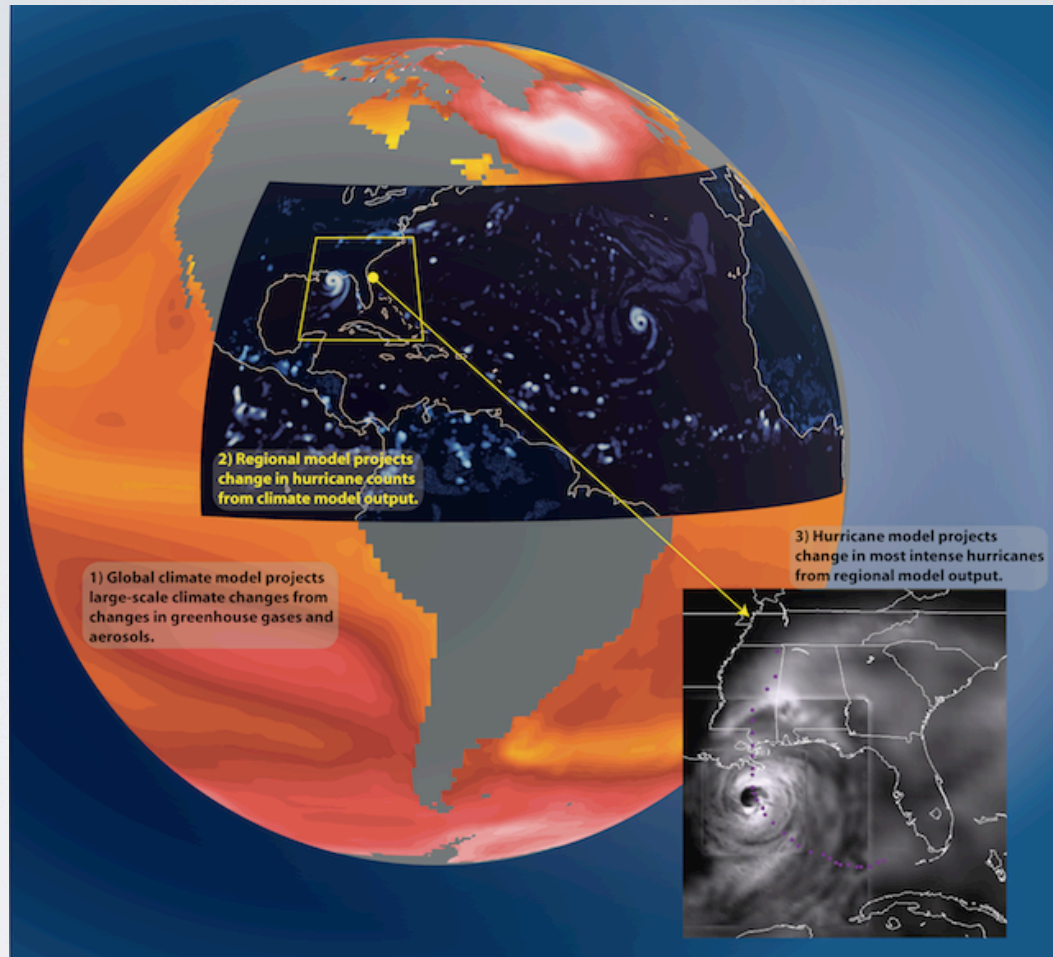 2) Regional model projects
change in hurricane counts
from climate model output.
3) Hurricane model projects
change in most intense hurricanes
from regional model output.
1) Global climate model projects
large-scale climate changes from
changes in greenhouse gases and
aerosols.